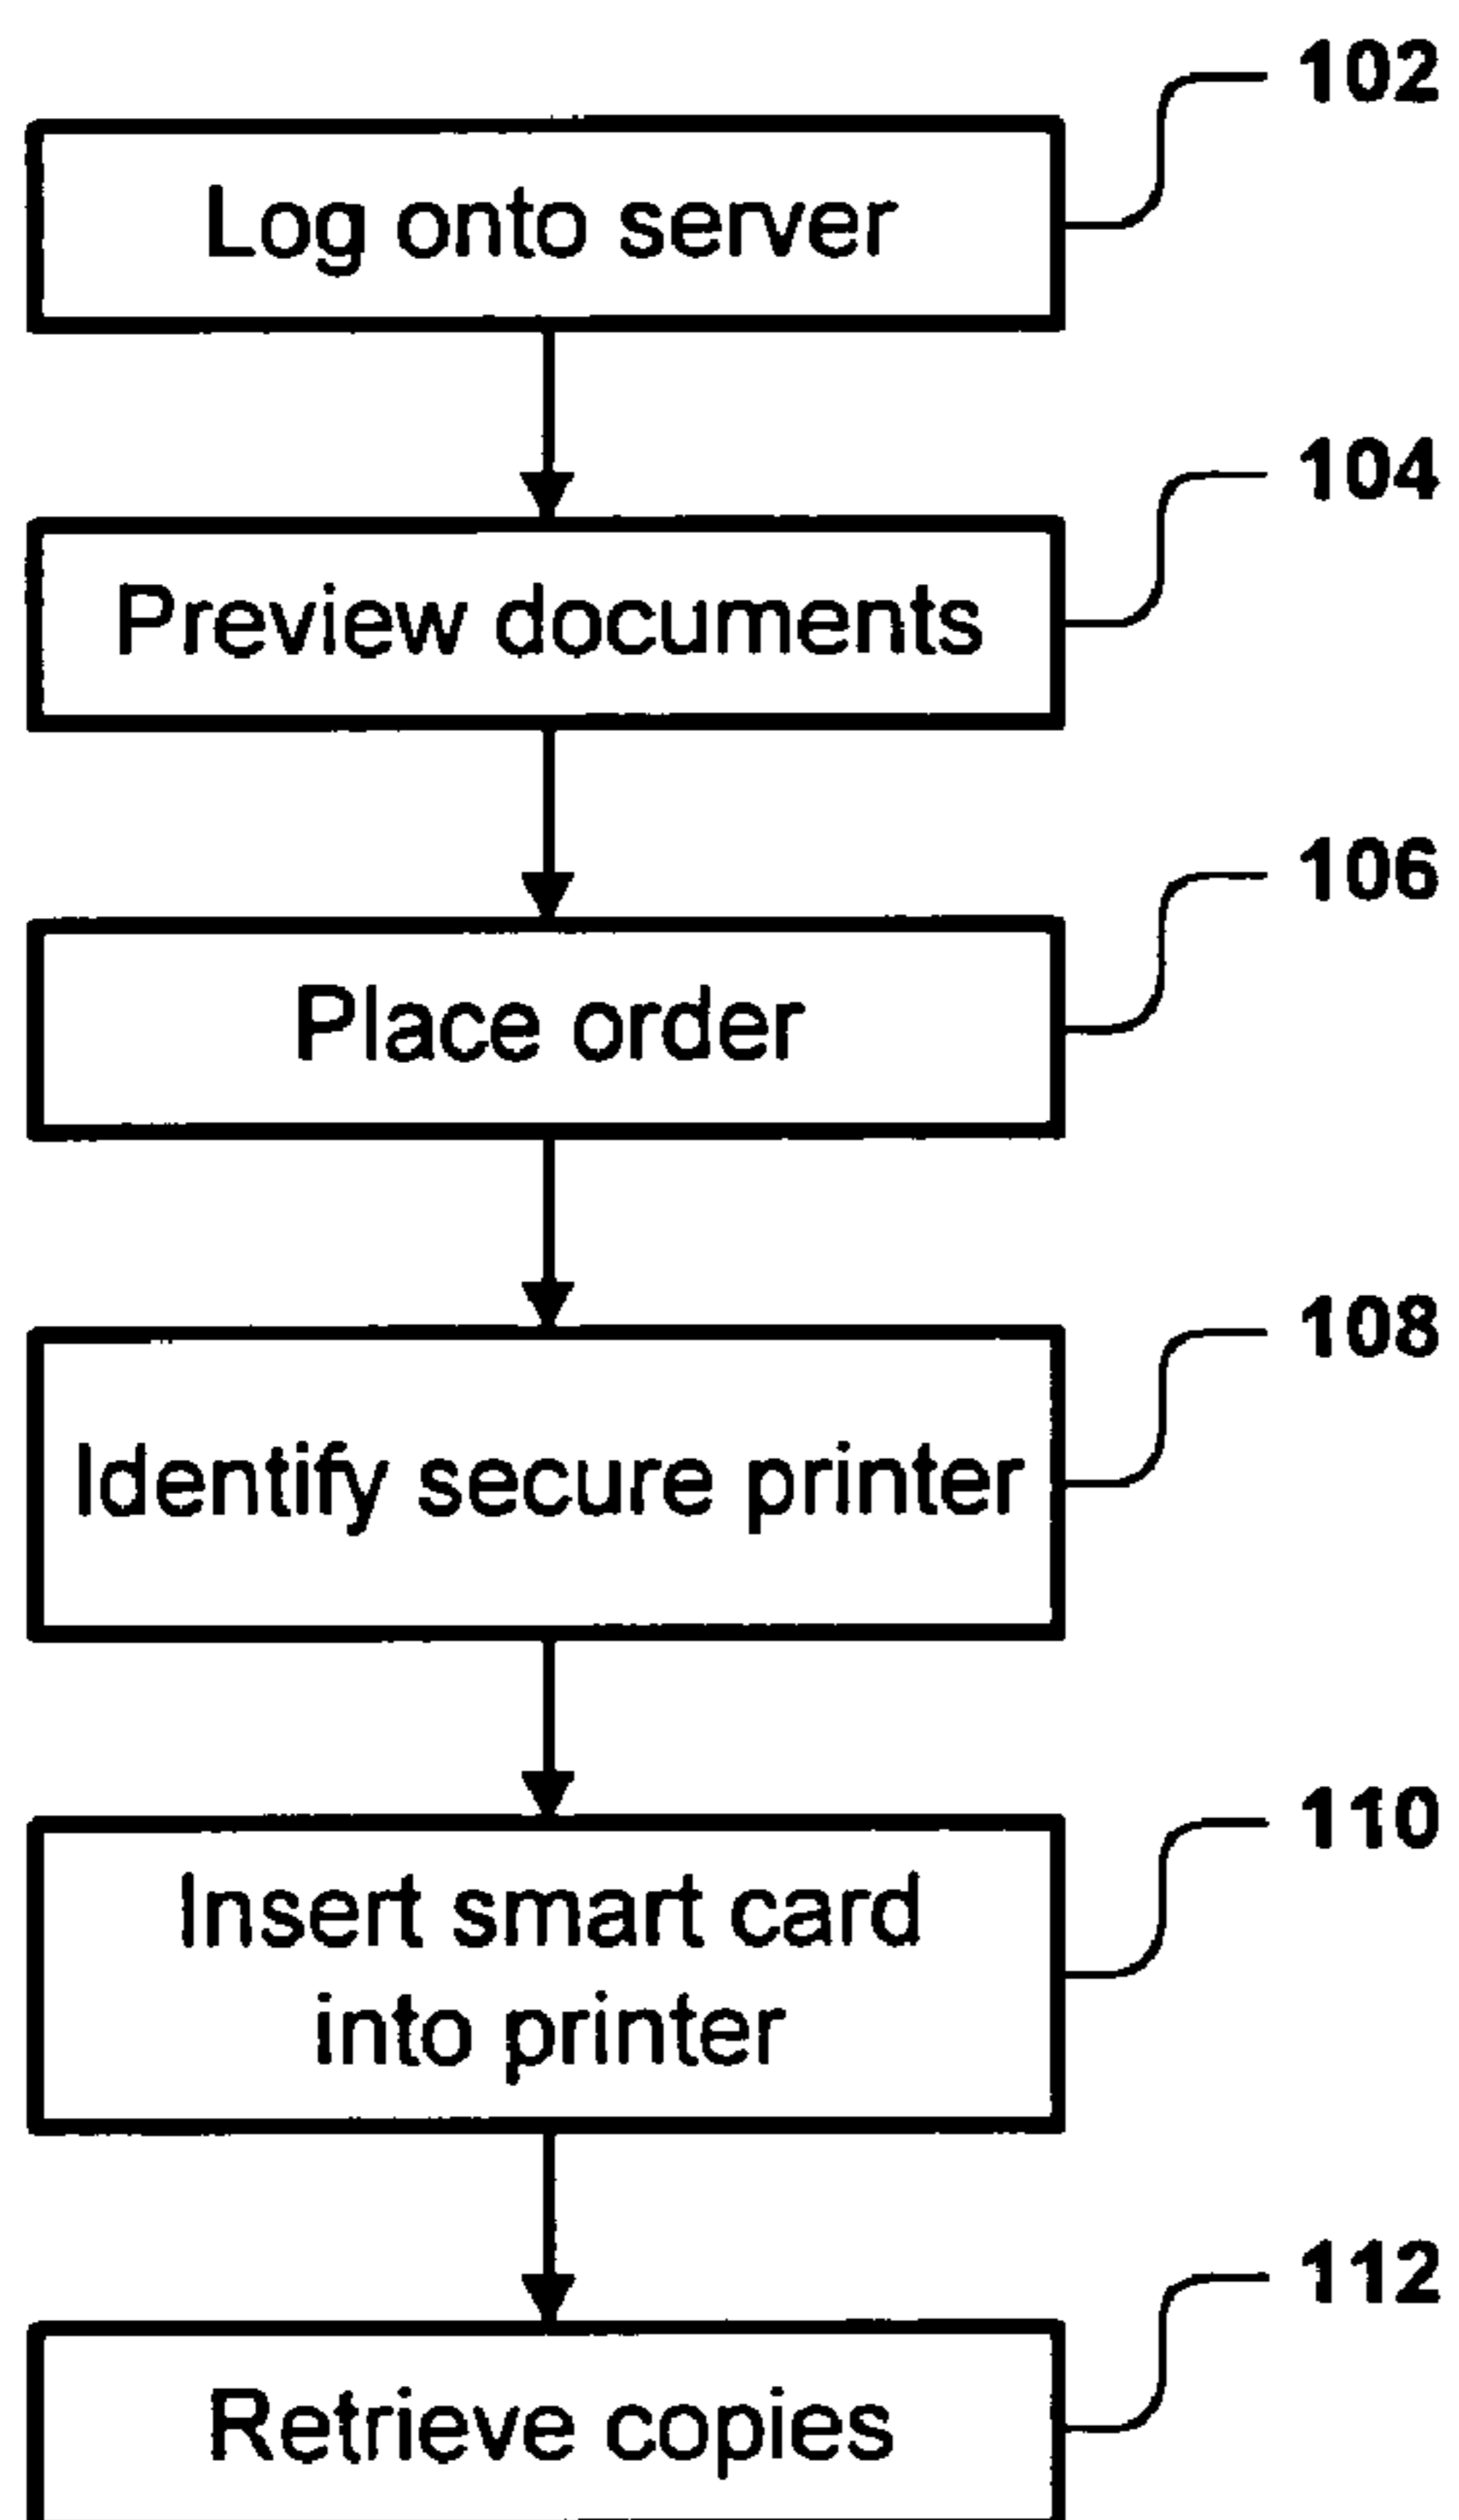 102
Log onto server
104
Preview documents
106
Place order
108
Identify secure printer
110
Insert smart card
into printer
112
Retrieve copies